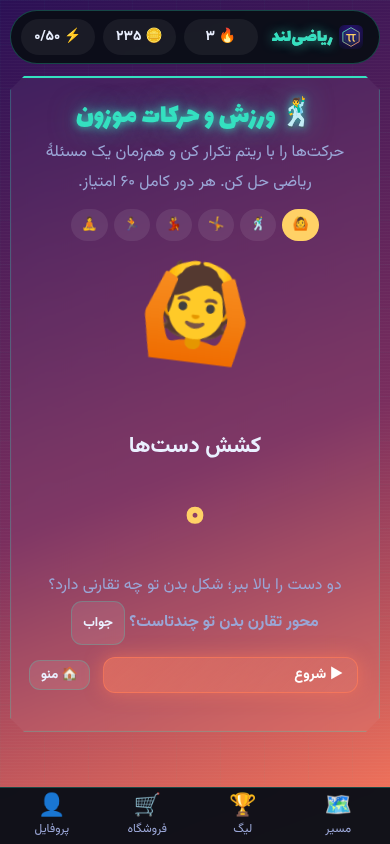 ریاضی‌لند
۳
۲۳۵
۰/۵۰
ورزش و حرکات موزون
حرکت‌ها را با ریتم تکرار کن و هم‌زمان یک مسئلهٔ
ریاضی حل کن. هر دور کامل ۶۰ امتیاز.
کشش دست‌ها
۰
دو دست را بالا ببر؛ شکل بدن تو چه تقارنی دارد؟
محور تقارن بدن تو چندتاست؟ جواب
▶ شروع
منو
مسیر
لیگ
فروشگاه
پروفایل